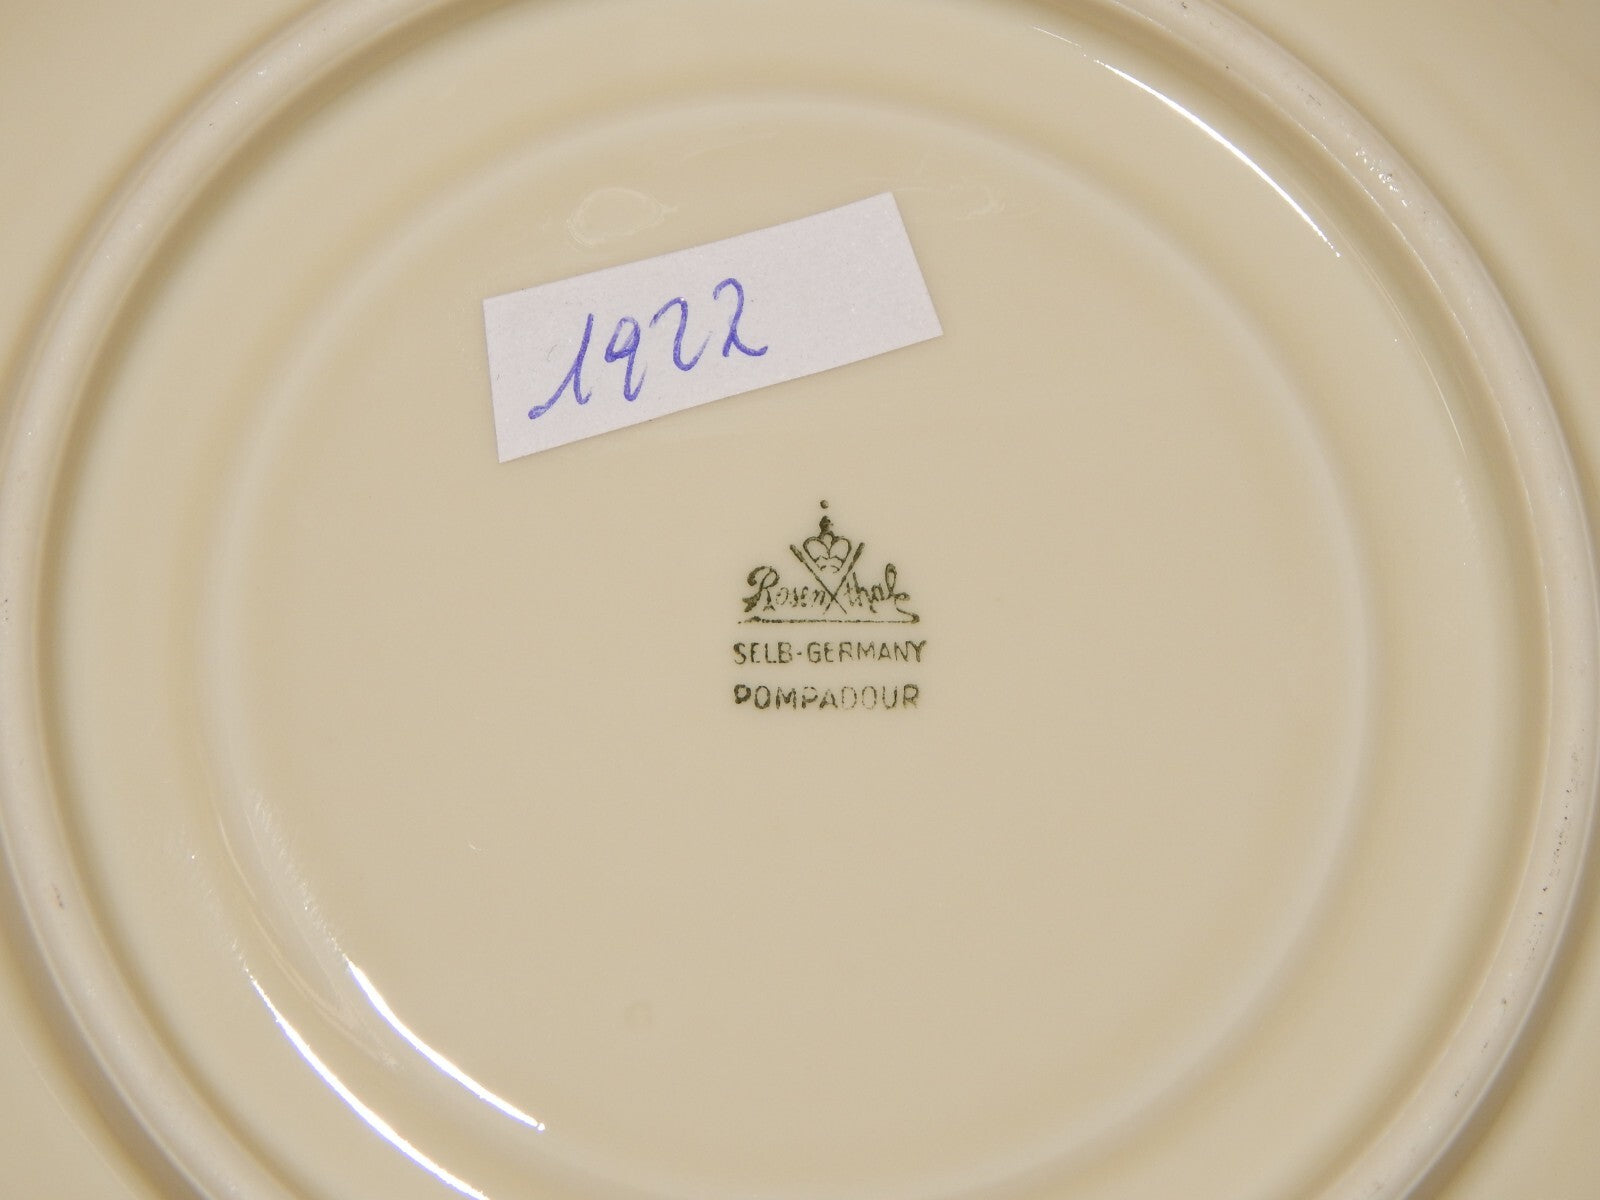 1922
Rosenthal
SELB-GERMANY
POMPADOUR